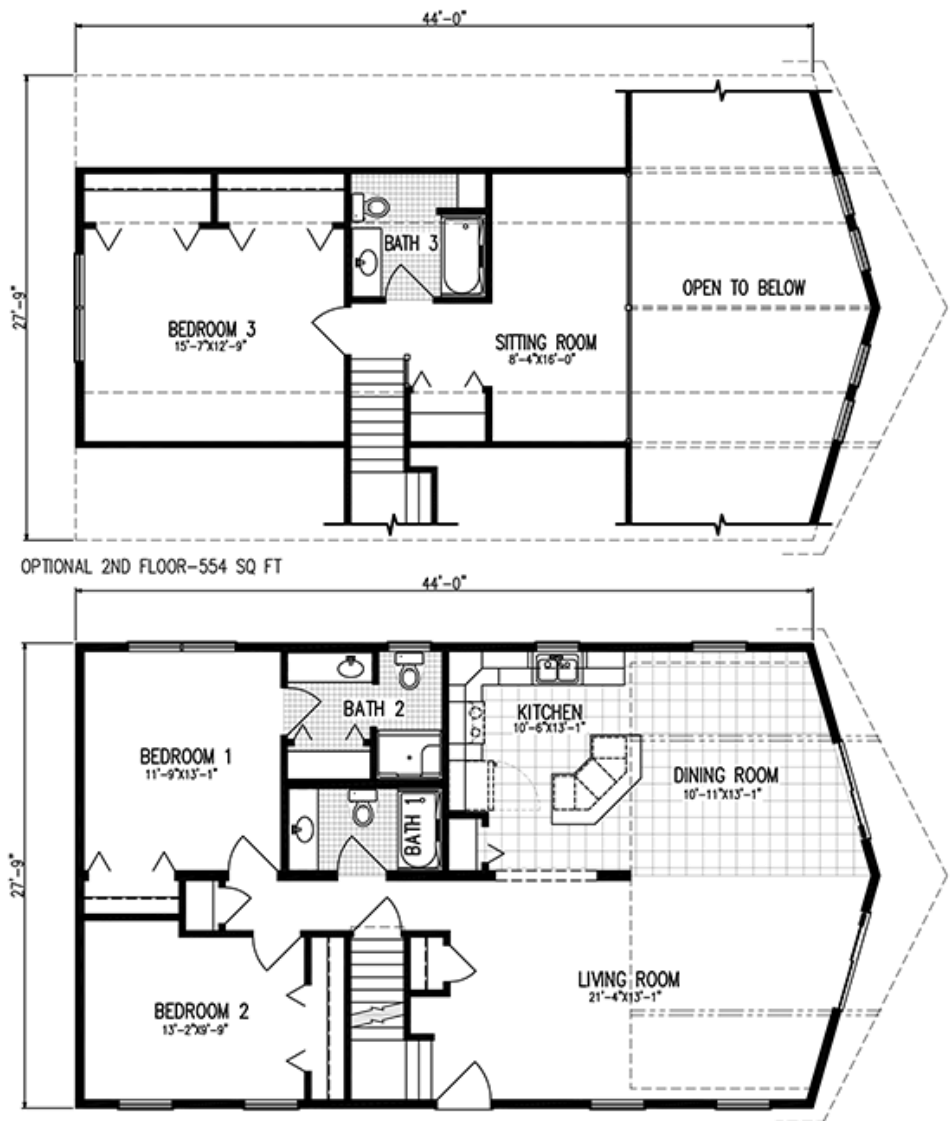 44'-0"
27'-9"
BATH 3
OPEN TO BELOW
BEDROOM 3
15'-7"X12'-9"
SITTING ROOM
8'-4"X16'-0"
OPTIONAL 2ND FLOOR-554 SQ FT
44'-0"
27'-9"
BATH 2
KITCHEN
10'-6"X13'-1"
BEDROOM 1
11'-9"X13'-1"
DINING ROOM
10'-11"X13'-1"
BATH 1
LIVING ROOM
21'-4"X13'-1"
BEDROOM 2
13'-2"X9'-9"